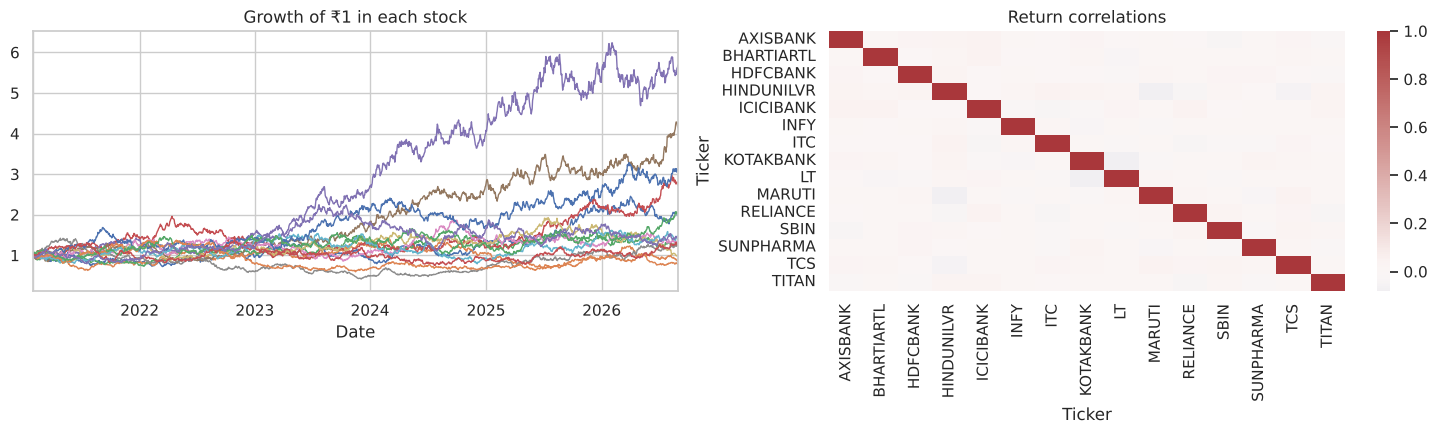 Growth of ₹1 in each stock
6
5
4
3
2
1
2022 2023 2024 2025 2026
Date
Return correlations
Ticker
AXISBANK
BHARTIARTL
HDFCBANK
HINDUNILVR
ICICIBANK
INFY
ITC
KOTAKBANK
LT
MARUTI
RELIANCE
SBIN
SUNPHARMA
TCS
TITAN
AXISBANK
BHARTIARTL
HDFCBANK
HINDUNILVR
ICICIBANK
INFY
ITC
KOTAKBANK
LT
MARUTI
RELIANCE
SBIN
SUNPHARMA
TCS
TITAN
Ticker
1.0
0.8
0.6
0.4
0.2
0.0